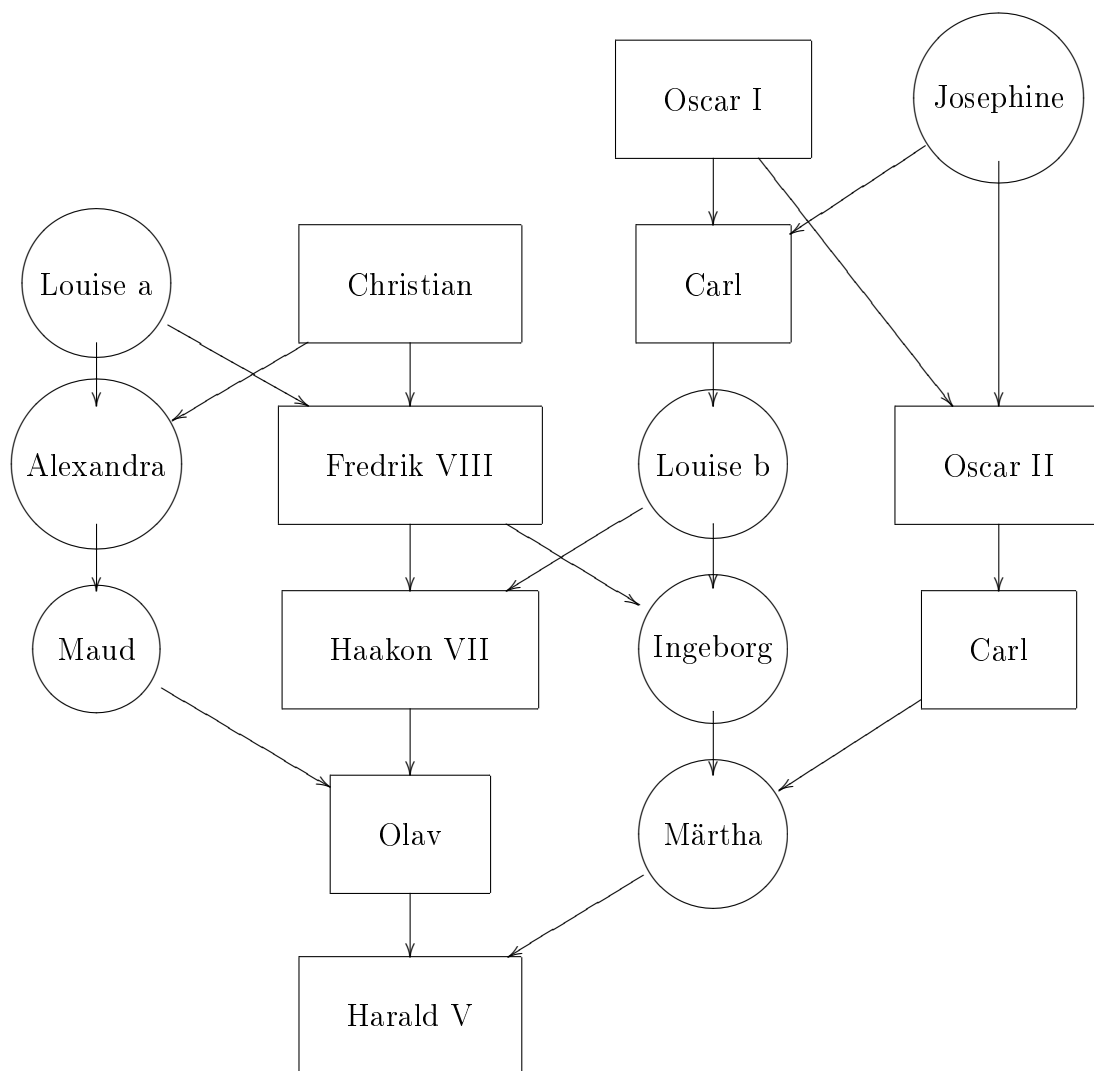 Oscar I
Josephine
Louise a
Christian
Carl
Alexandra
Fredrik VIII
Louise b
Oscar II
Maud
Haakon VII
Ingeborg
Carl
Olav
Märtha
Harald V